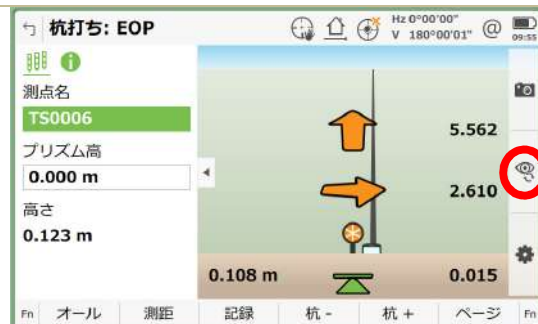 杭打ち: EOP
Hz 0°00'00"
V 180°00'01"
@
09:55
測点名
TS0006
プリズム高
0.000 m
高さ
0.123 m
5.562
2.610
0.108 m
0.015
Fn オール 測距 記録 杭 - 杭 + ページ Fn